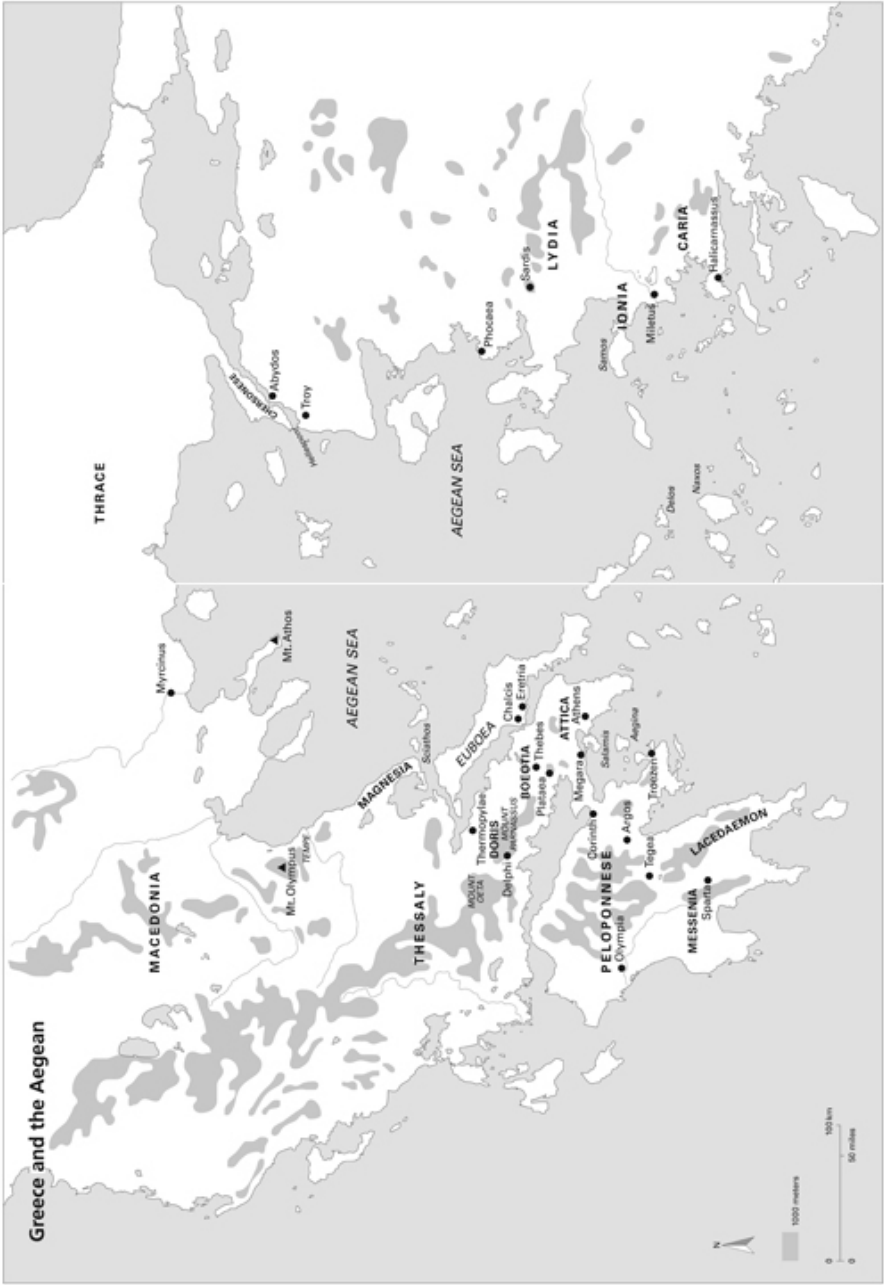 Greece and the Aegean
THRACE
MACEDONIA
Myrcinus
CHERSONESE
Abydos
Hellespont
Troy
Mt. Athos
Mt. Olympus
TEMPE
AEGEAN SEA
AEGEAN SEA
THESSALY
MAGNESIA
Sciathos
EUBOEA
Phocaea
Sardis
LYDIA
MOUNT
OETA
Thermopylae
DORIS
MOUNT
PARNASSUS
Delphi
BOEOTIA
Thebes
Plataea
Chalcis
Eretria
ATTICA
Athens
Megara
Salamis
Aegina
Troezen
Corinth
Argos
PELOPONNESE
Olympia
Tegea
LACEDAEMON
MESSENIA
Sparta
IONIA
Samos
Miletus
CARIA
Halicarnassus
Delos
Naxos
N
1000 meters
0
100 km
0
50 miles